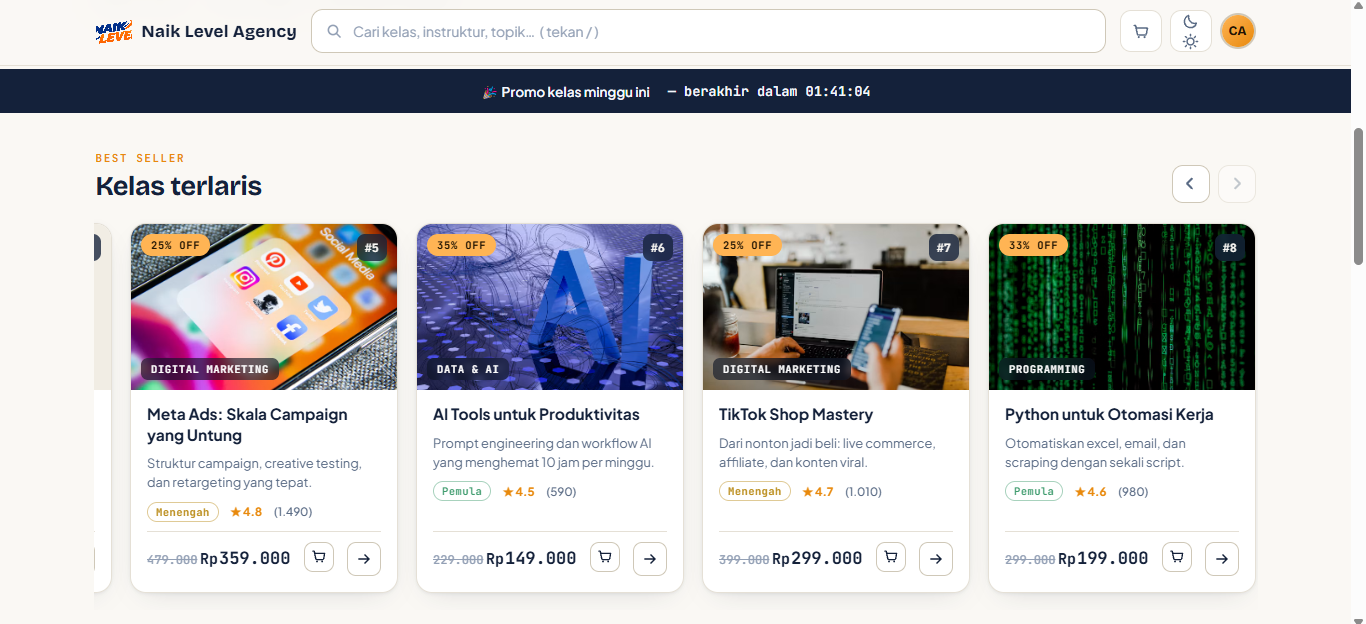 NAIK
LEVEL
Naik Level Agency
Cari kelas, instruktur, topik... (tekan /)
CA
🎉 Promo kelas minggu ini — berakhir dalam 01:41:04
BEST SELLER
Kelas terlaris
25% OFF
#5
Social Media
DIGITAL MARKETING
Meta Ads: Skala Campaign
yang Untung
Struktur campaign, creative testing,
dan retargeting yang tepat.
Menengah ★4.8 (1.490)
479.000 Rp359.000
35% OFF
#6
AI
DATA & AI
AI Tools untuk Produktivitas
Prompt engineering dan workflow AI
yang menghemat 10 jam per minggu.
Pemula ★4.5 (590)
229.000 Rp149.000
25% OFF
#7
DIGITAL MARKETING
TikTok Shop Mastery
Dari nonton jadi beli: live commerce,
affiliate, dan konten viral.
Menengah ★4.7 (1.010)
399.000 Rp299.000
33% OFF
#8
PROGRAMMING
Python untuk Otomasi Kerja
Otomatiskan excel, email, dan
scraping dengan sekali script.
Pemula ★4.6 (980)
299.000 Rp199.000